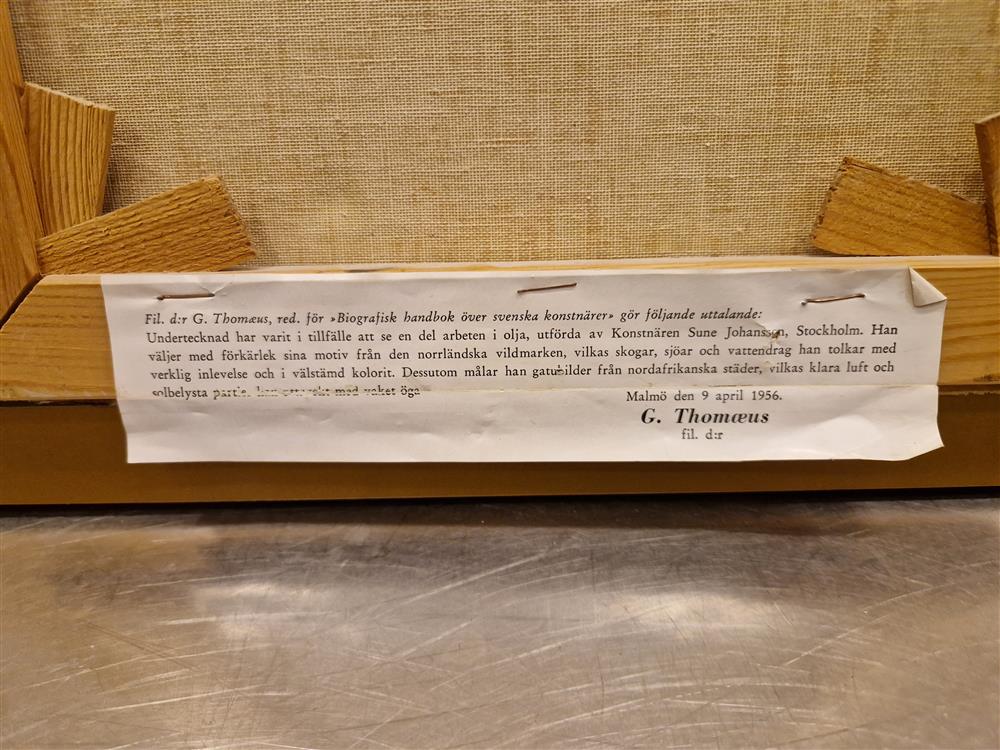 Fil. d:r G. Thomæus, red. för »Biografisk handbok över svenska konstnärer» gör följande uttalande:
Undertecknad har varit i tillfälle att se en del arbeten i olja, utförda av Konstnären Sune Johansson, Stockholm. Han
väljer med förkärlek sina motiv från den norrländska vildmarken, vilkas skogar, sjöar och vattendrag han tolkar med
verklig inlevelse och i välstämd kolorit. Dessutom målar han gatubilder från nordafrikanska städer, vilkas klara luft och
solbelysta med vaket öga
Malmö den 9 april 1956.
G. Thomæus
fil. d:r